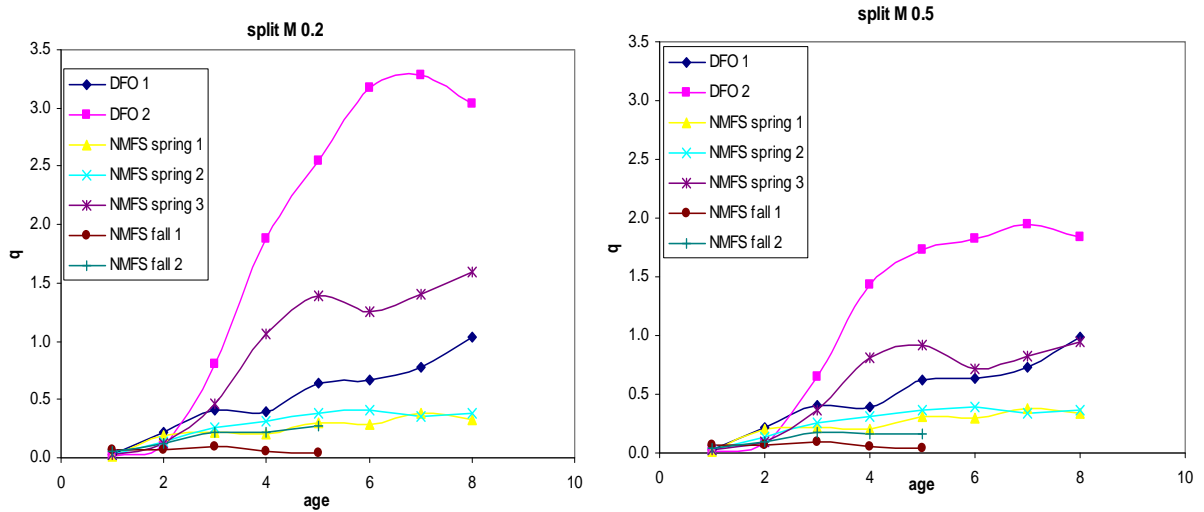 split M 0.2
3.5
3.0
2.5
2.0
1.5
1.0
0.5
0.0
q
DFO 1
DFO 2
NMFS spring 1
NMFS spring 2
NMFS spring 3
NMFS fall 1
NMFS fall 2
0 2 4 6 8 10
age
split M 0.5
3.5
3.0
2.5
2.0
1.5
1.0
0.5
0.0
q
DFO 1
DFO 2
NMFS spring 1
NMFS spring 2
NMFS spring 3
NMFS fall 1
NMFS fall 2
0 2 4 6 8 10
age